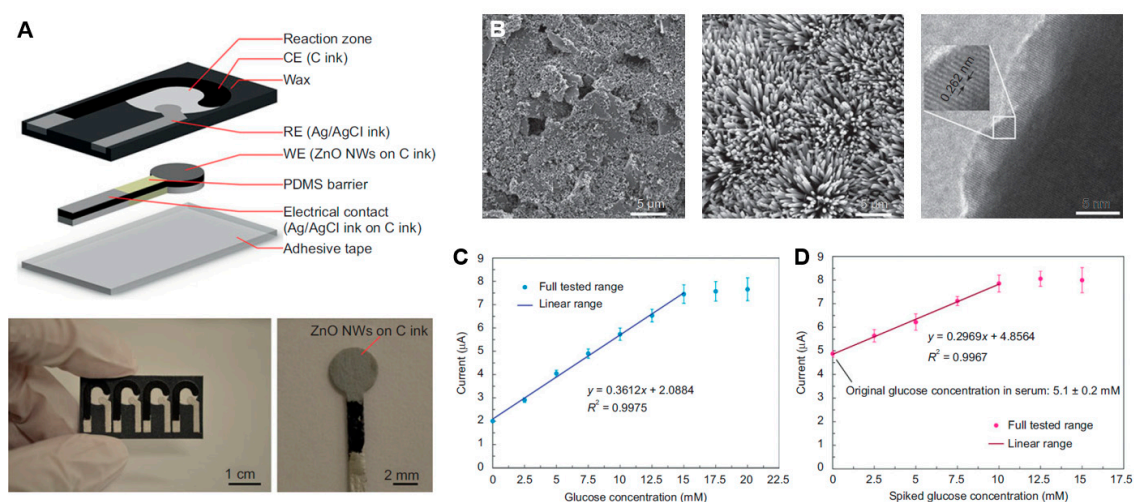 A
Reaction zone
CE (C ink)
Wax
RE (Ag/AgCl ink)
WE (ZnO NWs on C ink)
PDMS barrier
Electrical contact
(Ag/AgCl ink on C ink)
Adhesive tape
1 cm
ZnO NWs on C ink
2 mm
B
5 μm
5 μm
0.262 nm
5 nm
C
9
8
7
6
5
4
3
2
1
0
Current (μA)
Full tested range
Linear range
y = 0.3612x + 2.0884
R² = 0.9975
0 2.5 5 7.5 10 12.5 15 17.5 20 22.5
Glucose concentration (mM)
D
9
8
7
6
5
4
3
2
1
0
Current (μA)
y = 0.2969x + 4.8564
R² = 0.9967
Original glucose concentration in serum: 5.1 ± 0.2 mM
Full tested range
Linear range
0 2.5 5 7.5 10 12.5 15 17.5
Spiked glucose concentration (mM)